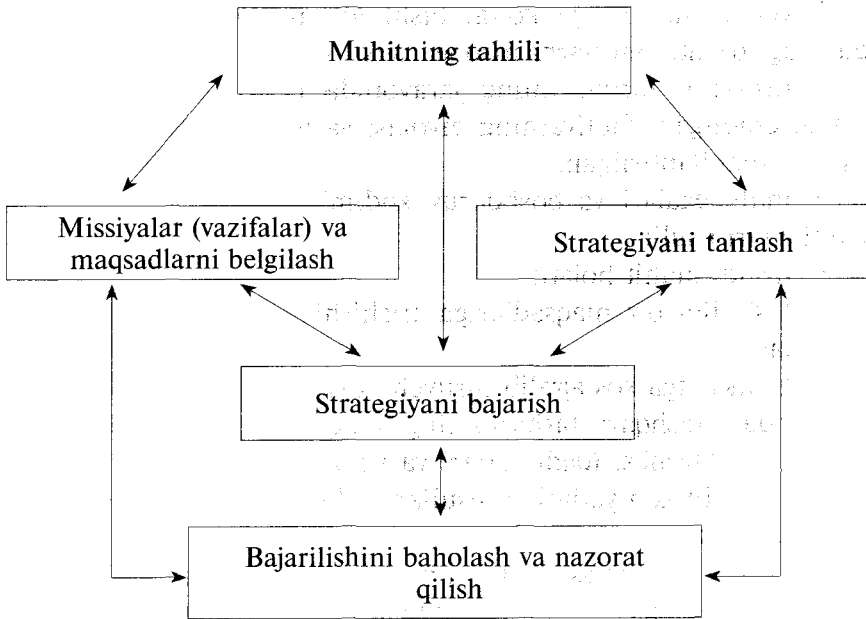 Muhitning tahlili
Missiyalar (vazifalar) va
maqsadlarni belgilash
Strategiyani tanlash
Strategiyani bajarish
Bajarilishini baholash va nazorat
qilish